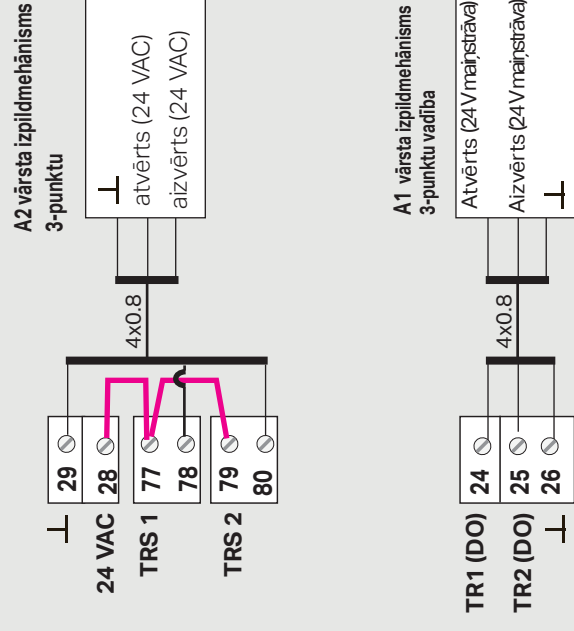 A2 vārsta izpildmehānisms
3-punktu
atvērts (24 VAC)
aizvērts (24 VAC)
4x0.8
29
24 VAC 28
TRS 1 77
78
TRS 2 79
80
A1 vārsta izpildmehānisms
3-punktu vadība
Atvērts (24 V maiņstrāva)
Aizvērts (24 V maiņstrāva)
4x0.8
TR1 (DO) 24
TR2 (DO) 25
26